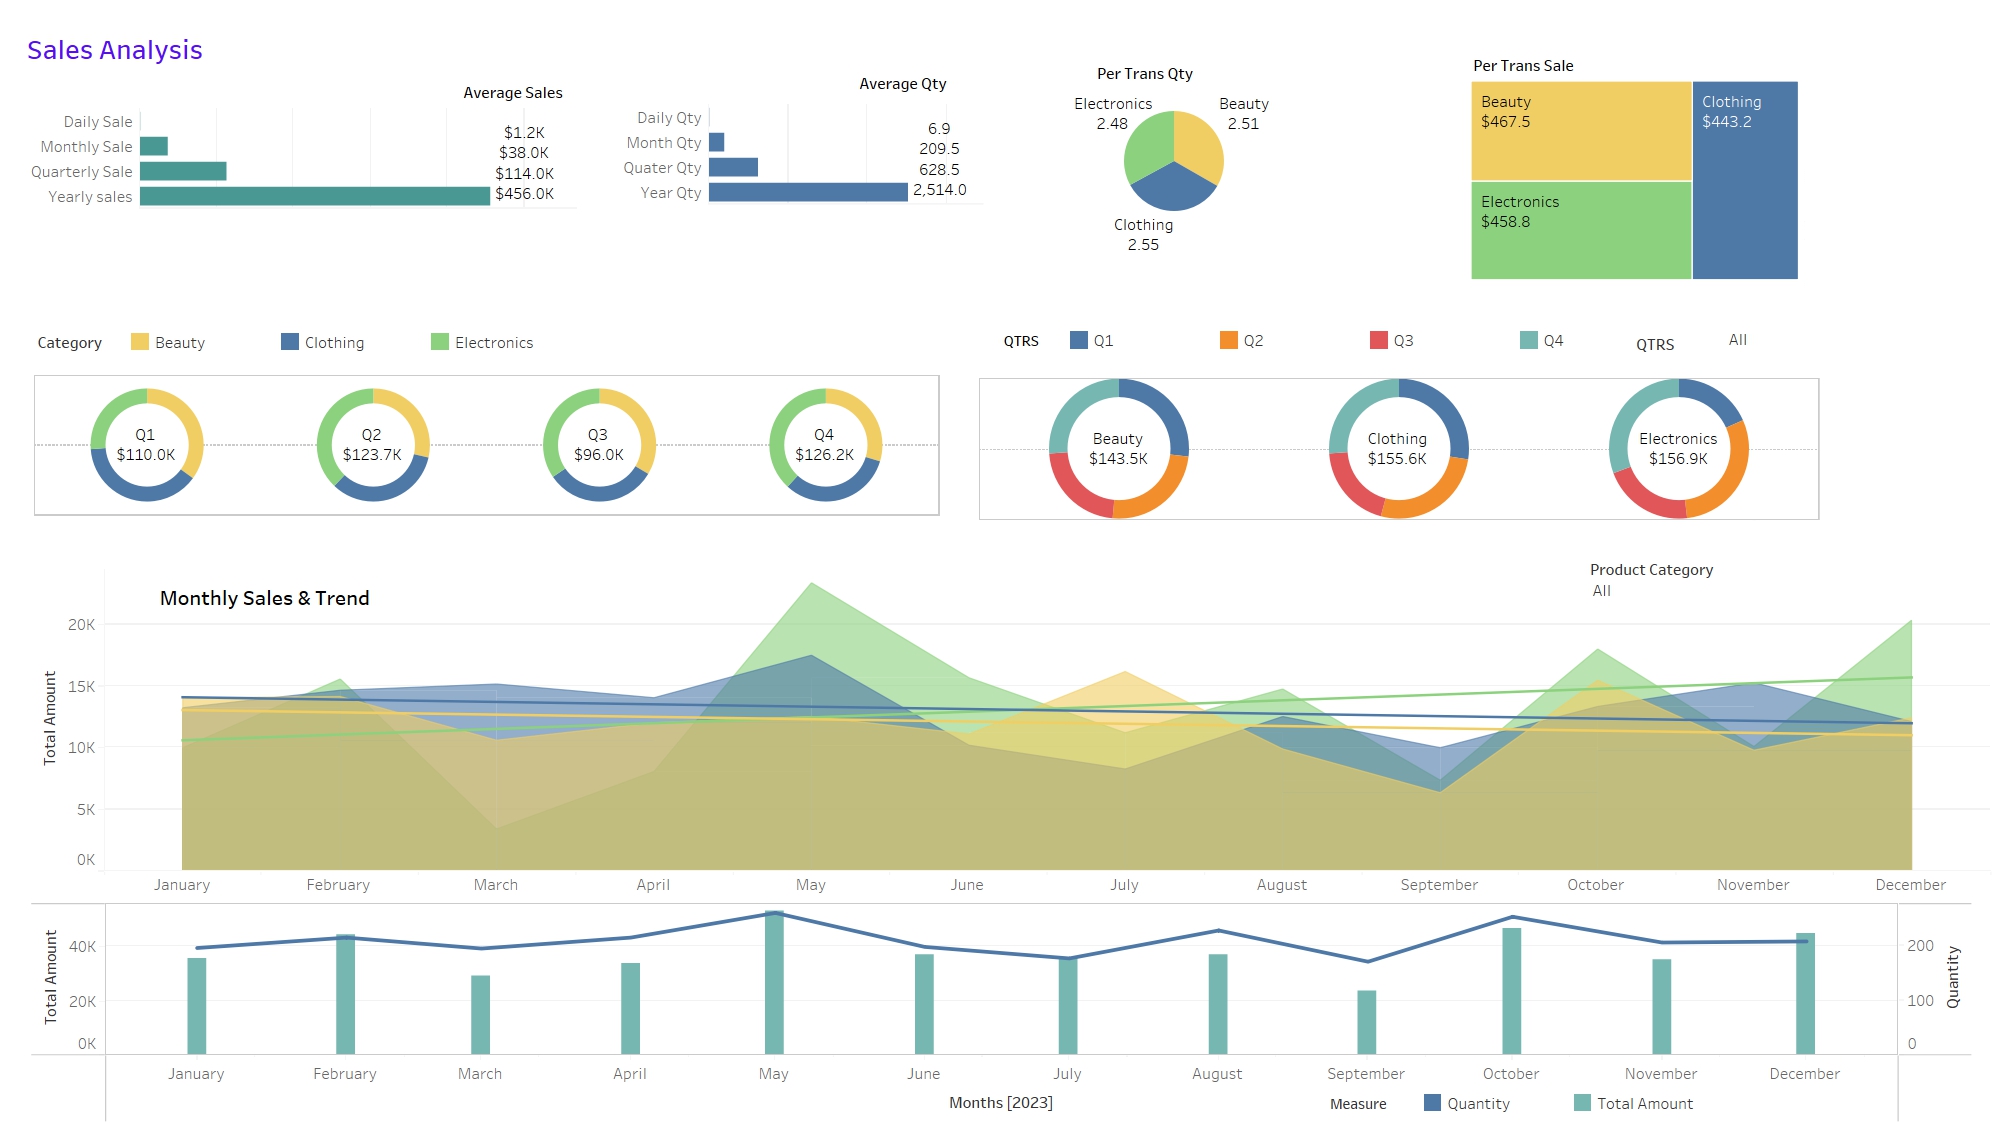 Sales Analysis
Average Sales
Daily Sale
$1.2K
Monthly Sale
$38.0K
Quarterly Sale
$114.0K
Yearly sales
$456.0K
Average Qty
Daily Qty
6.9
Month Qty
209.5
Quater Qty
628.5
Year Qty
2,514.0
Per Trans Qty
Electronics
2.48
Beauty
2.51
Clothing
2.55
Per Trans Sale
Beauty
$467.5
Clothing
$443.2
Electronics
$458.8
Category Beauty Clothing Electronics
Q1
$110.0K
Q2
$123.7K
Q3
$96.0K
Q4
$126.2K
QTRS Q1 Q2 Q3 Q4 QTRS All
Beauty
$143.5K
Clothing
$155.6K
Electronics
$156.9K
Monthly Sales & Trend
Product Category
All
Total Amount
20K
15K
10K
5K
0K
January February March April May June July August September October November December
Total Amount
40K
20K
0K
200
100
0
Quantity
January February March April May June July August September October November December
Months [2023]
Measure Quantity Total Amount